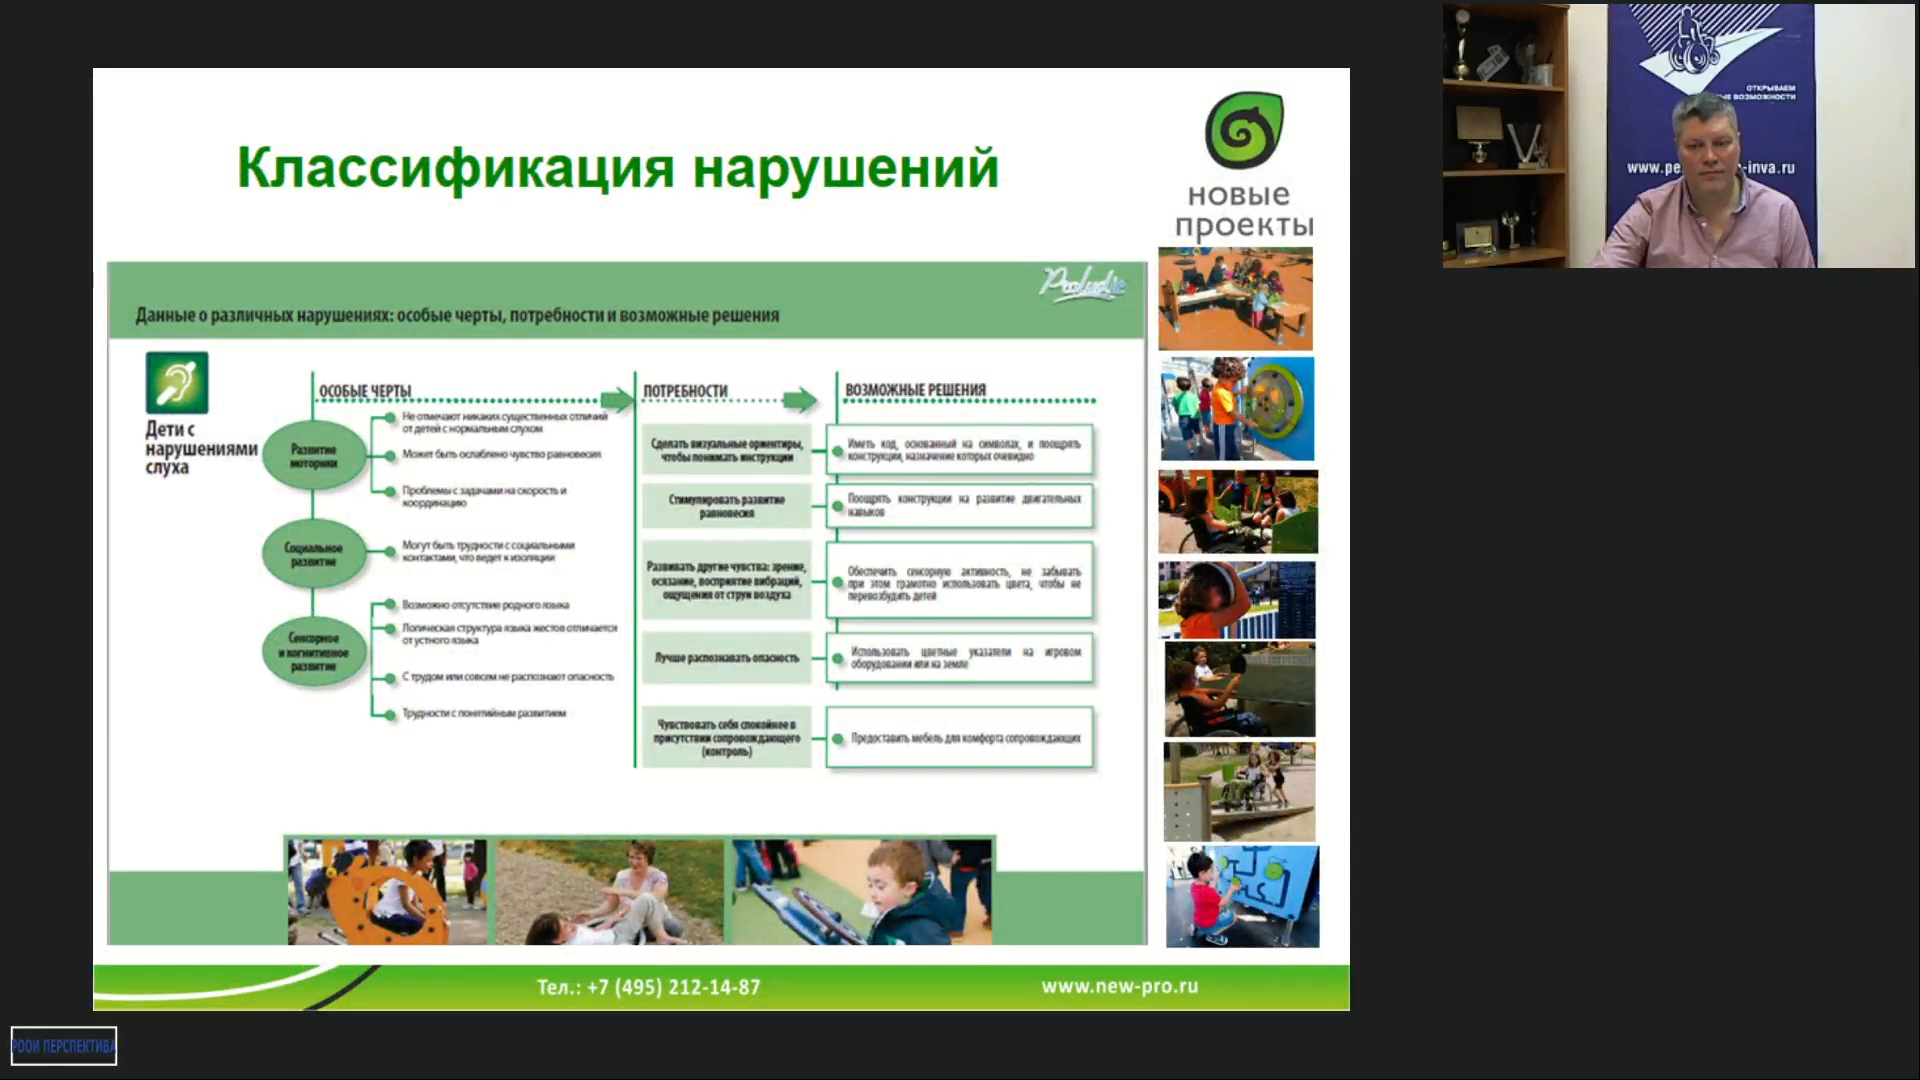 Классификация нарушений
НОВЫЕ
ПРОЕКТЫ
Proludic
Данные о различных нарушениях: особые черты, потребности и возможные решения
Дети с
нарушениями
слуха
ОСОБЫЕ ЧЕРТЫ
Развитие
моторики
Не отмечают никаких существенных отличий
от детей с нормальным слухом
Может быть ослаблено чувство равновесия
Проблемы с задачами на скорость и
координацию
Социальное
развитие
Могут быть трудности с социальными
контактами, что ведет к изоляции
Сенсорное
и когнитивное
развитие
Возможно отсутствие родного языка
Логическая структура языка жестов отличается
от устного языка
С трудом или совсем не распознают опасность
Трудности с понятийным развитием
ПОТРЕБНОСТИ
Сделать визуальные ориентиры,
чтобы понимать инструкции
Стимулировать развитие
равновесия
Развивать другие чувства: зрение,
осязание, восприятие вибраций,
ощущения от струи воздуха
Лучше распознавать опасность
Чувствовать себя спокойнее в
присутствии сопровождающего
(контроль)
ВОЗМОЖНЫЕ РЕШЕНИЯ
Иметь код, основанный на символах, и поощрять
конструкции, назначение которых очевидно
Поощрять конструкции на развитие двигательных
навыков
Обеспечить сенсорную активность, не забывать
при этом грамотно использовать цвета, чтобы не
перевозбудить детей
Использовать цветные указатели на игровом
оборудовании или на земле
Предоставить мебель для комфорта сопровождающих
Тел.: +7 (495) 212-14-87
www.new-pro.ru
ОТКРЫВАЕМ
ВОЗМОЖНОСТИ
www.pe
-inva.ru
РООИ ПЕРСПЕКТИВА